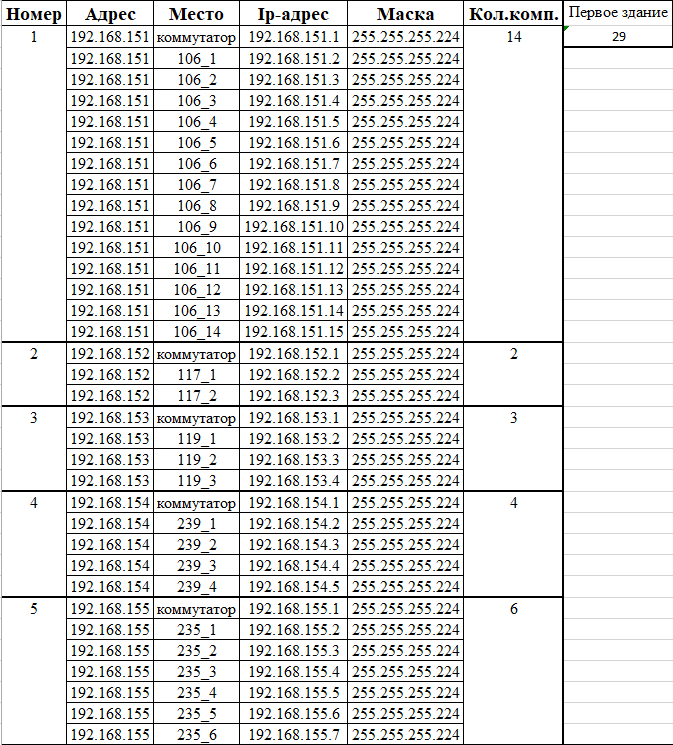 Номер Адрес Место Ip-адрес Маска Кол.комп. Первое здание
1 192.168.151 коммутатор 192.168.151.1 255.255.255.224 14 29
192.168.151 106_1 192.168.151.2 255.255.255.224
192.168.151 106_2 192.168.151.3 255.255.255.224
192.168.151 106_3 192.168.151.4 255.255.255.224
192.168.151 106_4 192.168.151.5 255.255.255.224
192.168.151 106_5 192.168.151.6 255.255.255.224
192.168.151 106_6 192.168.151.7 255.255.255.224
192.168.151 106_7 192.168.151.8 255.255.255.224
192.168.151 106_8 192.168.151.9 255.255.255.224
192.168.151 106_9 192.168.151.10 255.255.255.224
192.168.151 106_10 192.168.151.11 255.255.255.224
192.168.151 106_11 192.168.151.12 255.255.255.224
192.168.151 106_12 192.168.151.13 255.255.255.224
192.168.151 106_13 192.168.151.14 255.255.255.224
192.168.151 106_14 192.168.151.15 255.255.255.224
2 192.168.152 коммутатор 192.168.152.1 255.255.255.224 2
192.168.152 117_1 192.168.152.2 255.255.255.224
192.168.152 117_2 192.168.152.3 255.255.255.224
3 192.168.153 коммутатор 192.168.153.1 255.255.255.224 3
192.168.153 119_1 192.168.153.2 255.255.255.224
192.168.153 119_2 192.168.153.3 255.255.255.224
192.168.153 119_3 192.168.153.4 255.255.255.224
4 192.168.154 коммутатор 192.168.154.1 255.255.255.224 4
192.168.154 239_1 192.168.154.2 255.255.255.224
192.168.154 239_2 192.168.154.3 255.255.255.224
192.168.154 239_3 192.168.154.4 255.255.255.224
192.168.154 239_4 192.168.154.5 255.255.255.224
5 192.168.155 коммутатор 192.168.155.1 255.255.255.224 6
192.168.155 235_1 192.168.155.2 255.255.255.224
192.168.155 235_2 192.168.155.3 255.255.255.224
192.168.155 235_3 192.168.155.4 255.255.255.224
192.168.155 235_4 192.168.155.5 255.255.255.224
192.168.155 235_5 192.168.155.6 255.255.255.224
192.168.155 235_6 192.168.155.7 255.255.255.224